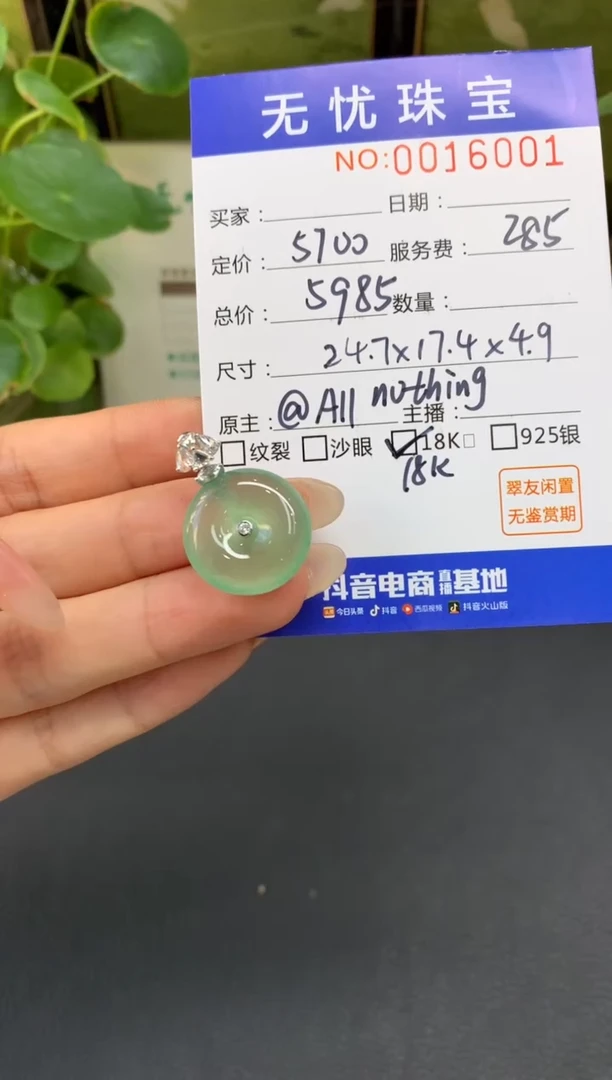 无忧珠宝
NO:0016001
买家: 日期:
定价: 5700 服务费: 285
总价: 5985 数量:
尺寸: 24.7x17.4x4.9
原主: @All nothing 主播:
□纹裂 □沙眼 ☑18K□ □925银
18K
翠友闲置
无鉴赏期
抖音电商直播基地
今日头条 抖音 西瓜视频 抖音火山版